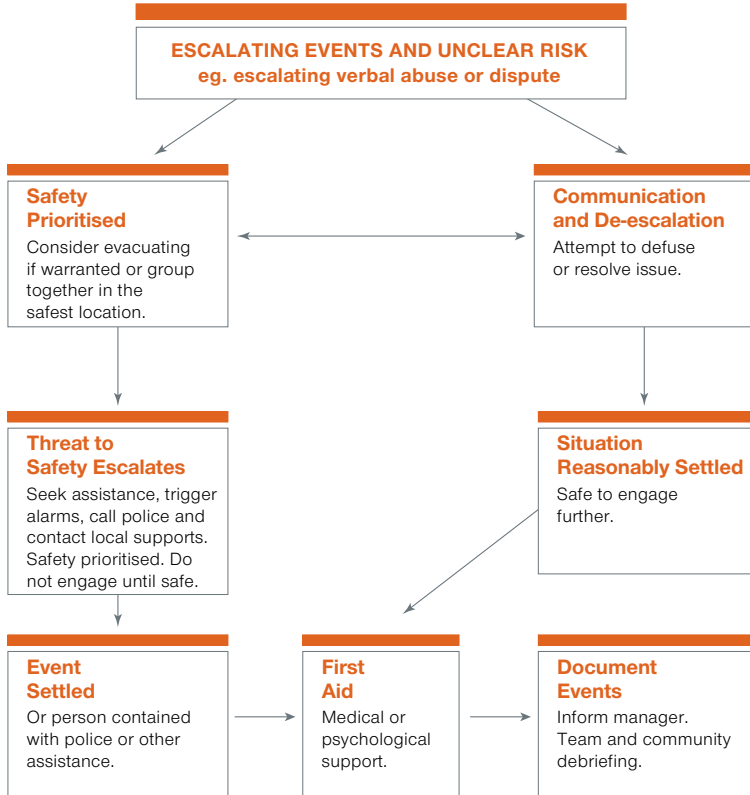 ESCALATING EVENTS AND UNCLEAR RISK
eg. escalating verbal abuse or dispute
Safety
Prioritised
Consider evacuating
if warranted or group
together in the
safest location.
Communication
and De-escalation
Attempt to defuse
or resolve issue.
Threat to
Safety Escalates
Seek assistance, trigger
alarms, call police and
contact local supports.
Safety prioritised. Do
not engage until safe.
Situation
Reasonably Settled
Safe to engage
further.
Event
Settled
Or person contained
with police or other
assistance.
First
Aid
Medical or
psychological
support.
Document
Events
Inform manager.
Team and community
debriefing.